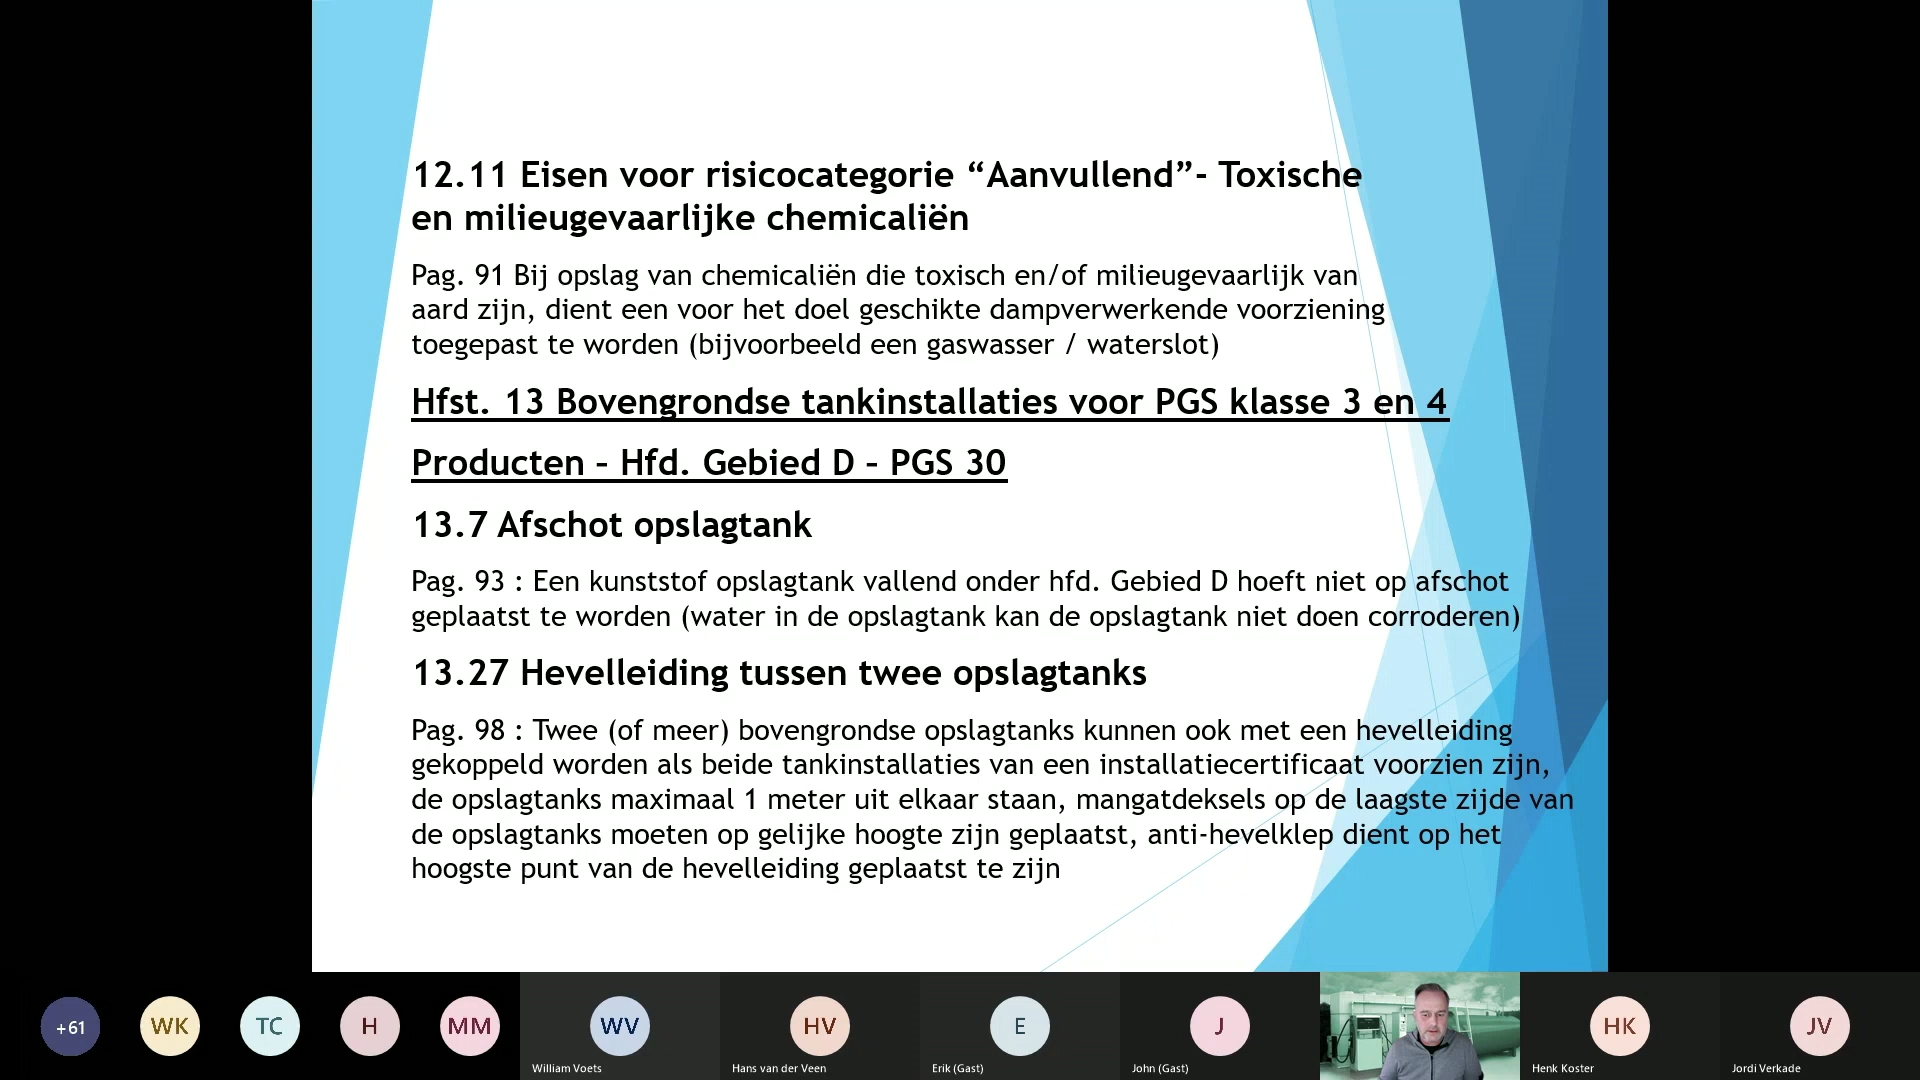 12.11 Eisen voor risicocategorie “Aanvullend”- Toxische
en milieugevaarlijke chemicaliën
Pag. 91 Bij opslag van chemicaliën die toxisch en/of milieugevaarlijk van
aard zijn, dient een voor het doel geschikte dampverwerkende voorziening
toegepast te worden (bijvoorbeeld een gaswasser / waterslot)
Hfst. 13 Bovengrondse tankinstallaties voor PGS klasse 3 en 4
Producten – Hfd. Gebied D – PGS 30
13.7 Afschot opslagtank
Pag. 93 : Een kunststof opslagtank vallend onder hfd. Gebied D hoeft niet op afschot
geplaatst te worden (water in de opslagtank kan de opslagtank niet doen corroderen)
13.27 Hevelleiding tussen twee opslagtanks
Pag. 98 : Twee (of meer) bovengrondse opslagtanks kunnen ook met een hevelleiding
gekoppeld worden als beide tankinstallaties van een installatiecertificaat voorzien zijn,
de opslagtanks maximaal 1 meter uit elkaar staan, mangatdeksels op de laagste zijde van
de opslagtanks moeten op gelijke hoogte zijn geplaatst, anti-hevelklep dient op het
hoogste punt van de hevelleiding geplaatst te zijn
+61 WK TC H MM WV HV E J HK JV
William Voets Hans van der Veen Erik (Gast) John (Gast) Henk Koster Jordi Verkade